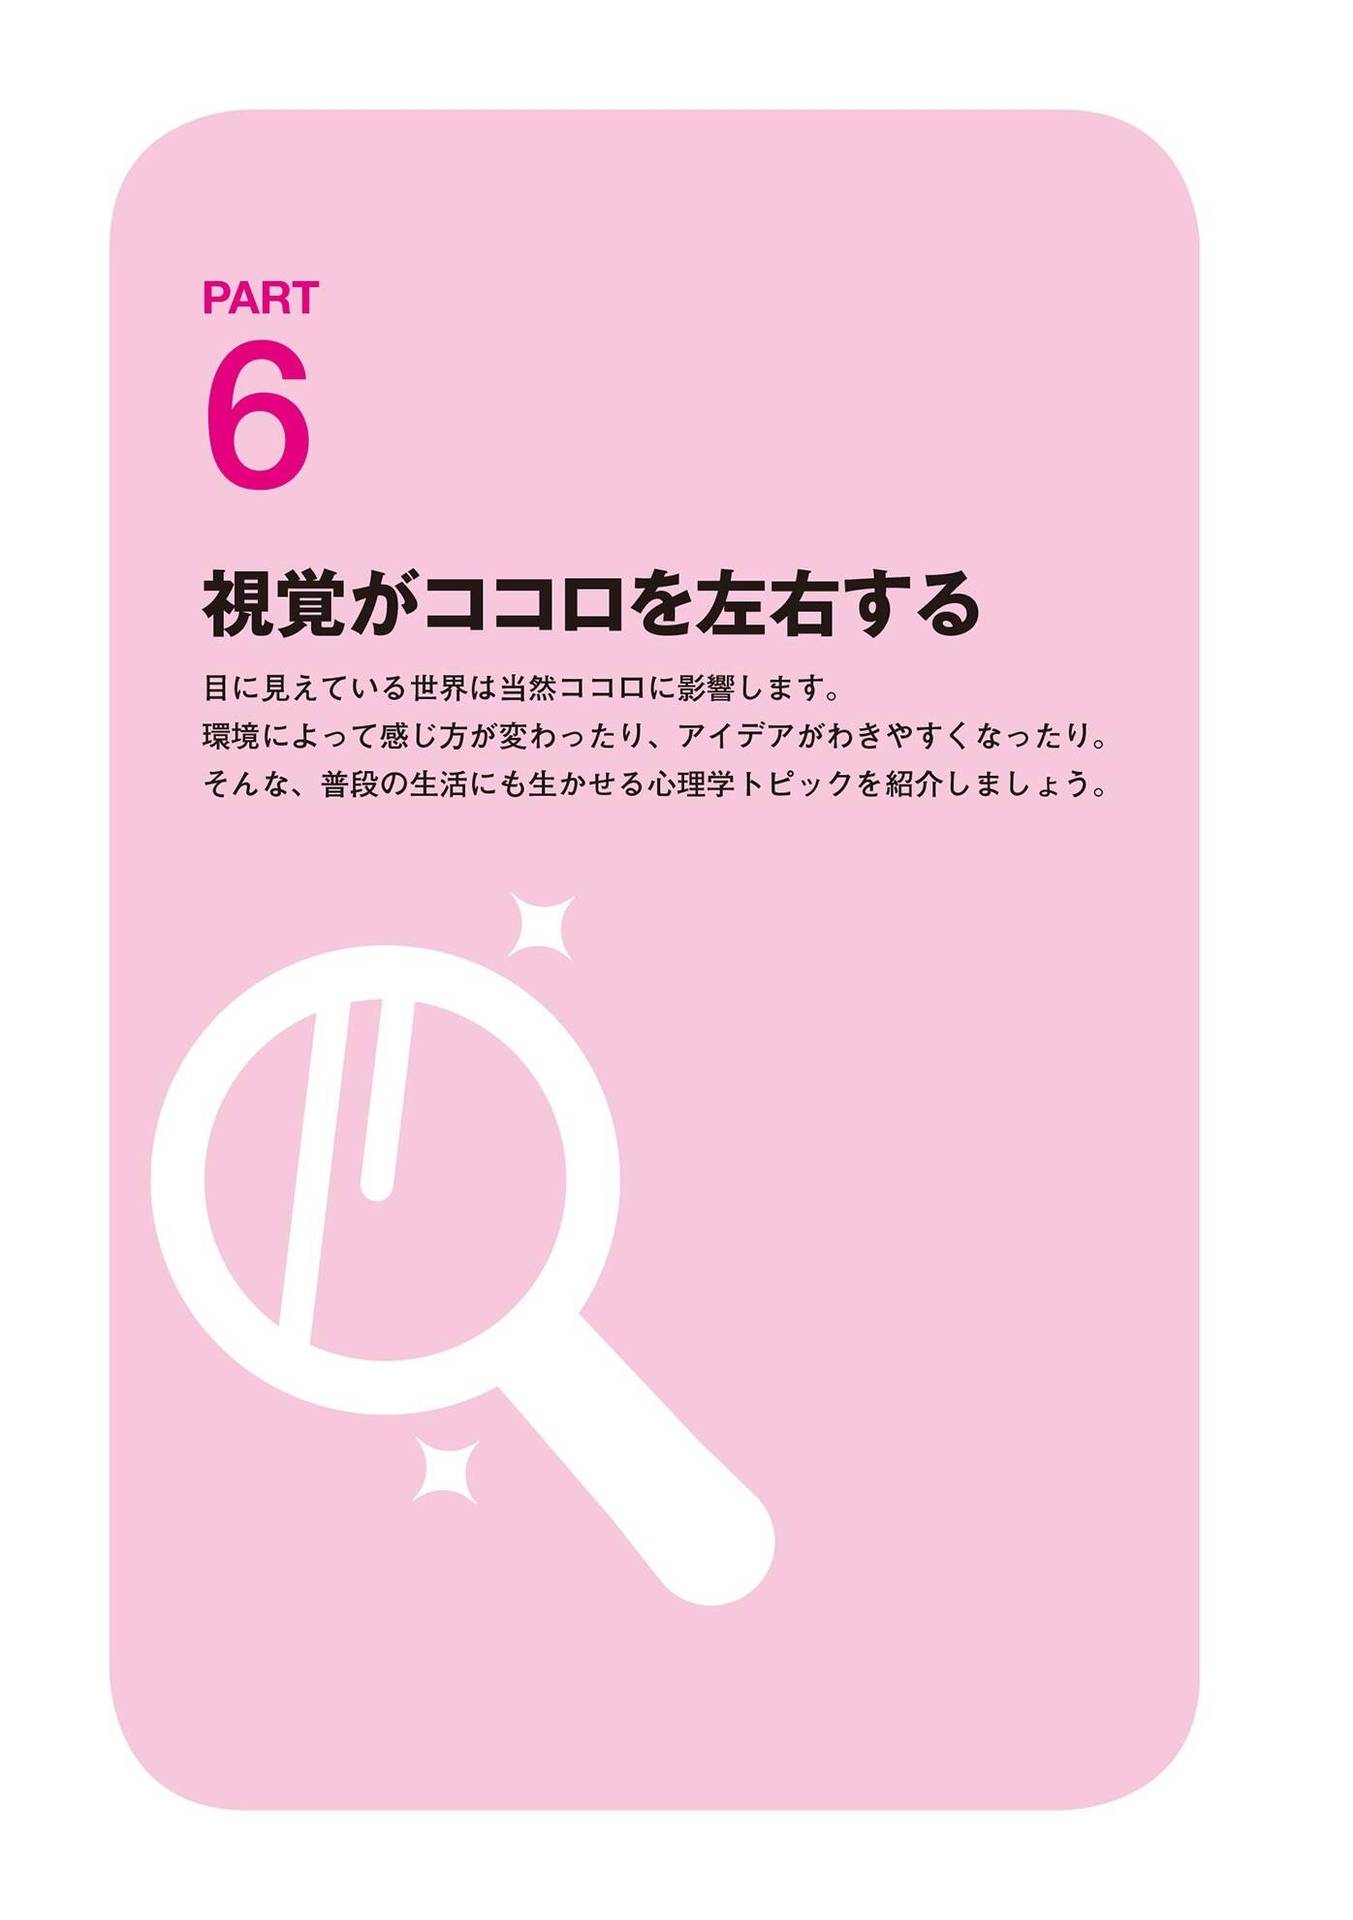 PART
6
視覚がココロを左右する
目に見えている世界は当然ココロに影響します。
環境によって感じ方が変わったり、アイデアがわきやすくなったり。
そんな、普段の生活にも生かせる心理学トピックを紹介しましょう。